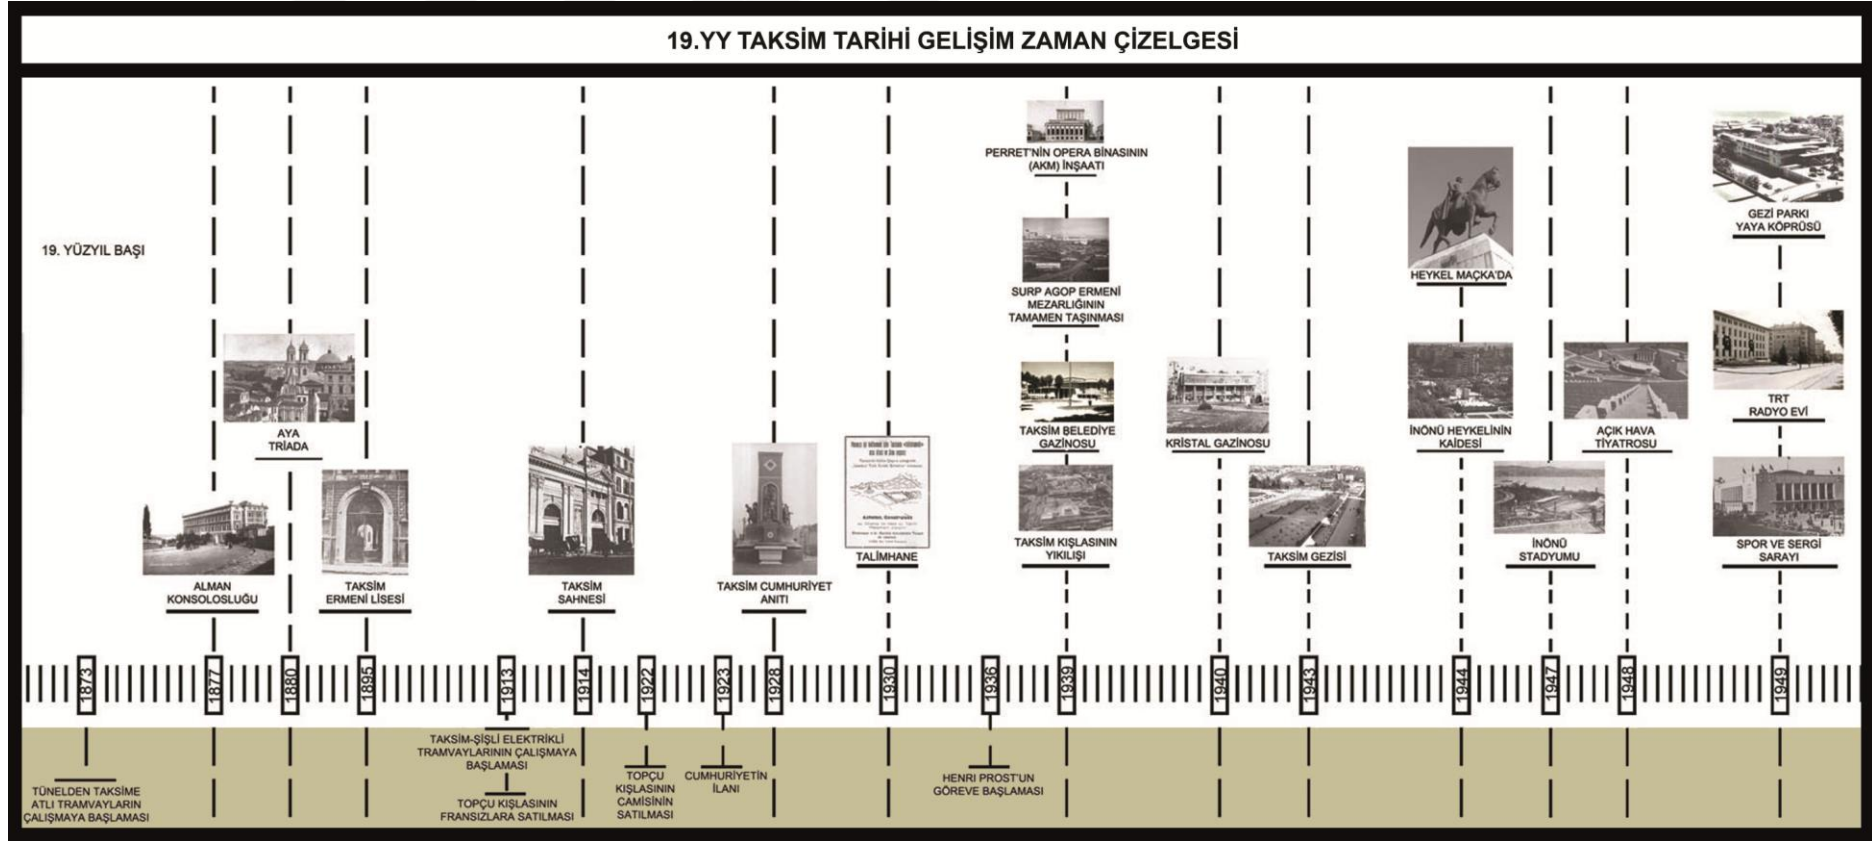 19.YY TAKSİM TARİHİ GELİŞİM ZAMAN ÇİZELGESİ
19. YÜZYIL BAŞI
ALMAN
KONSOLOSLUĞU
AYA
TRİADA
TAKSİM
ERMENİ LİSESİ
TAKSİM
SAHNESİ
TAKSİM CUMHURİYET
ANITI
TALİMHANE
PERRET'NİN OPERA BİNASININ
(AKM) İNŞAATI
SURP AGOP ERMENİ
MEZARLIĞININ
TAMAMEN TAŞINMASI
TAKSİM BELEDİYE
GAZİNOSU
TAKSİM KIŞLASININ
YIKILIŞI
KRİSTAL GAZİNOSU
TAKSİM GEZİSİ
HEYKEL MAÇKA'DA
İNÖNÜ HEYKELİNİN
KAİDESİ
İNÖNÜ
STADYUMU
AÇIK HAVA
TİYATROSU
GEZİ PARKI
YAYA KÖPRÜSÜ
TRT
RADYO EVİ
SPOR VE SERGİ
SARAYI
1873
1877
1880
1895
1913
1914
1922
1923
1928
1930
1936
1939
1940
1943
1944
1947
1948
1949
TÜNELDEN TAKSİME
ATLI TRAMVAYLARIN
ÇALIŞMAYA BAŞLAMASI
TAKSİM-ŞİŞLİ ELEKTRİKLİ
TRAMVAYLARININ ÇALIŞMAYA
BAŞLAMASI
TOPÇU KIŞLASININ
FRANSIZLARA SATILMASI
TOPÇU
KIŞLASININ
CAMİSİNİN
SATILMASI
CUMHURİYETİN
İLANI
HENRI PROST'UN
GÖREVE BAŞLAMASI